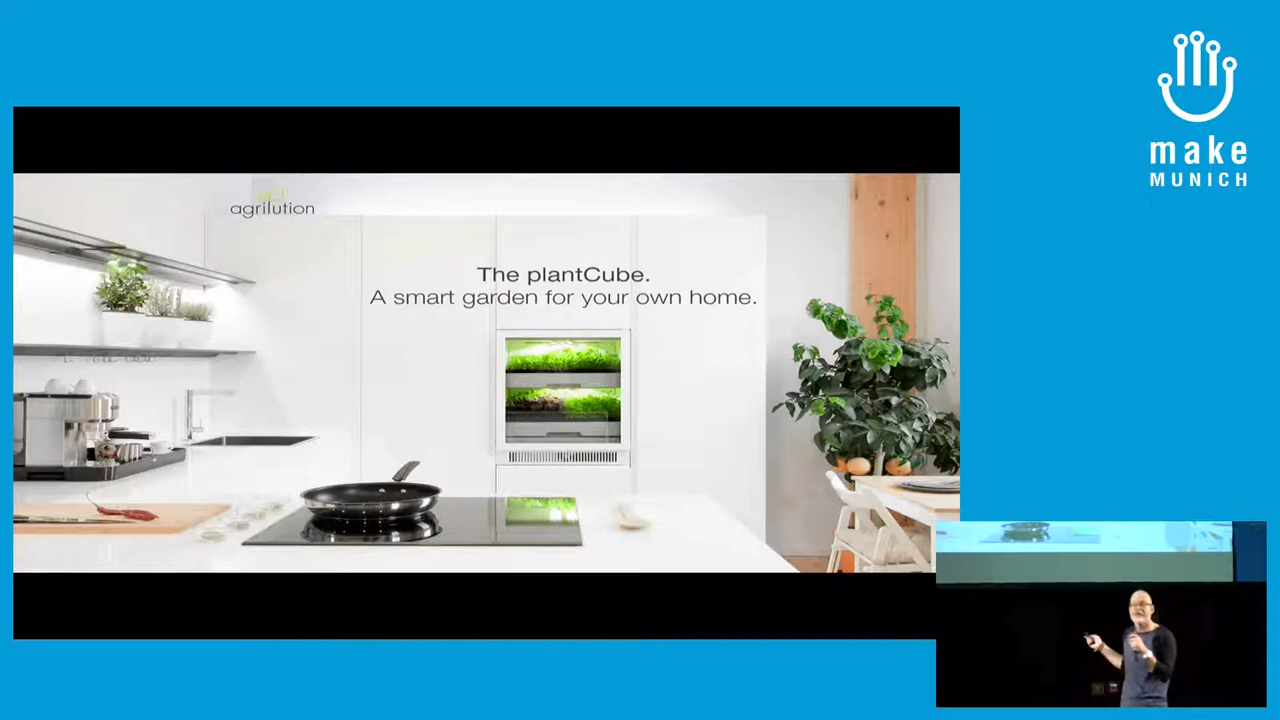 make
MUNICH
agrilution
The plantCube.
A smart garden for your own home.